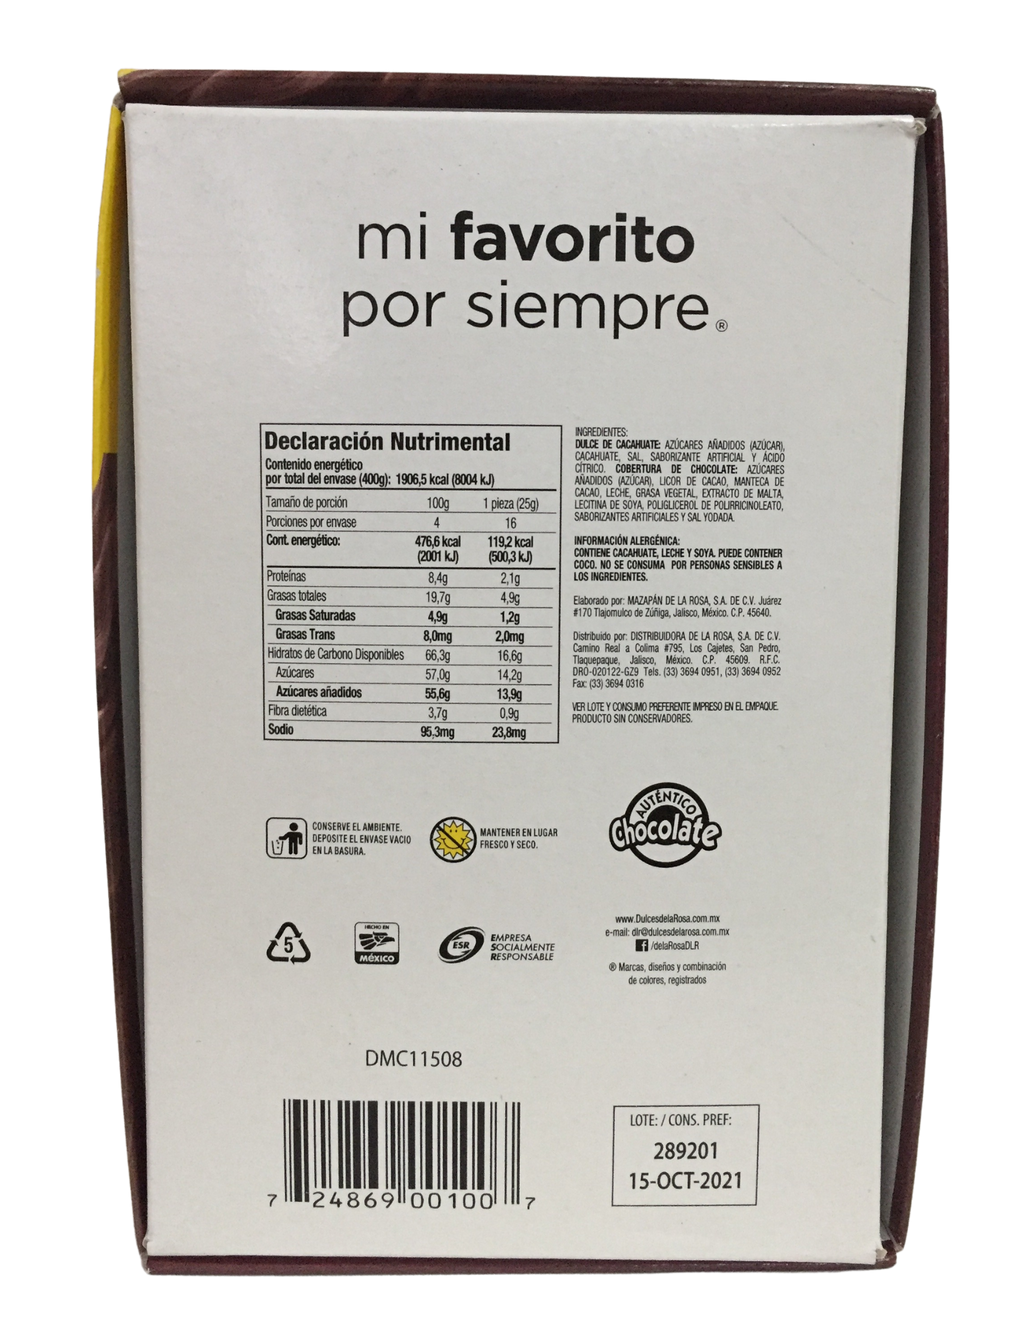 mi favorito
por siempre®
Declaración Nutrimental
Contenido energético
por total del envase (400g): 1906,5 kcal (8004 kJ)
Tamaño de porción 100g 1 pieza (25g)
Porciones por envase 4 16
Cont. energético: 476,6 kcal 119,2 kcal
(2001 kJ) (500,3 kJ)
Proteínas 8,4g 2,1g
Grasas totales 19,7g 4,9g
Grasas Saturadas 4,9g 1,2g
Grasas Trans 8,0mg 2,0mg
Hidratos de Carbono Disponibles 66,3g 16,6g
Azúcares 57,0g 14,2g
Azúcares añadidos 55,6g 13,9g
Fibra dietética 3,7g 0,9g
Sodio 95,3mg 23,8mg
INGREDIENTES:
DULCE DE CACAHUATE: AZÚCARES AÑADIDOS (AZÚCAR),
CACAHUATE, SAL, SABORIZANTE ARTIFICIAL Y ÁCIDO
CÍTRICO. COBERTURA DE CHOCOLATE: AZÚCARES
AÑADIDOS (AZÚCAR), LICOR DE CACAO, MANTECA DE
CACAO, LECHE, GRASA VEGETAL, EXTRACTO DE MALTA,
LECITINA DE SOYA, POLIGLICEROL DE POLIRRICINOLEATO,
SABORIZANTES ARTIFICIALES Y SAL YODADA.
INFORMACIÓN ALERGÉNICA:
CONTIENE CACAHUATE, LECHE Y SOYA. PUEDE CONTENER
COCO. NO SE CONSUMA POR PERSONAS SENSIBLES A
LOS INGREDIENTES.
Elaborado por: MAZAPÁN DE LA ROSA, S.A. DE C.V. Juárez
#170 Tlajomulco de Zúñiga, Jalisco, México. C.P. 45640.
Distribuido por: DISTRIBUIDORA DE LA ROSA, S.A. DE C.V.
Camino Real a Colima #795, Los Cajetes, San Pedro,
Tlaquepaque, Jalisco, México. C.P. 45609. R.F.C.
DRO-020122-GZ9 Tels. (33) 3694 0951, (33) 3694 0952
Fax: (33) 3694 0316
VER LOTE Y CONSUMO PREFERENTE IMPRESO EN EL EMPAQUE.
PRODUCTO SIN CONSERVADORES.
CONSERVE EL AMBIENTE.
DEPOSITE EL ENVASE VACIO
EN LA BASURA.
MANTENER EN LUGAR
FRESCO Y SECO.
AUTÉNTICO
Chocolate
5
HECHO EN
MÉXICO
ESR
EMPRESA
SOCIALMENTE
RESPONSABLE
www.DulcesdelaRosa.com.mx
e-mail: dlr@dulcesdelarosa.com.mx
f /delaRosaDLR
® Marcas, diseños y combinación
de colores, registrados
DMC11508
7 24869 00100 7
LOTE: / CONS. PREF:
289201
15-OCT-2021